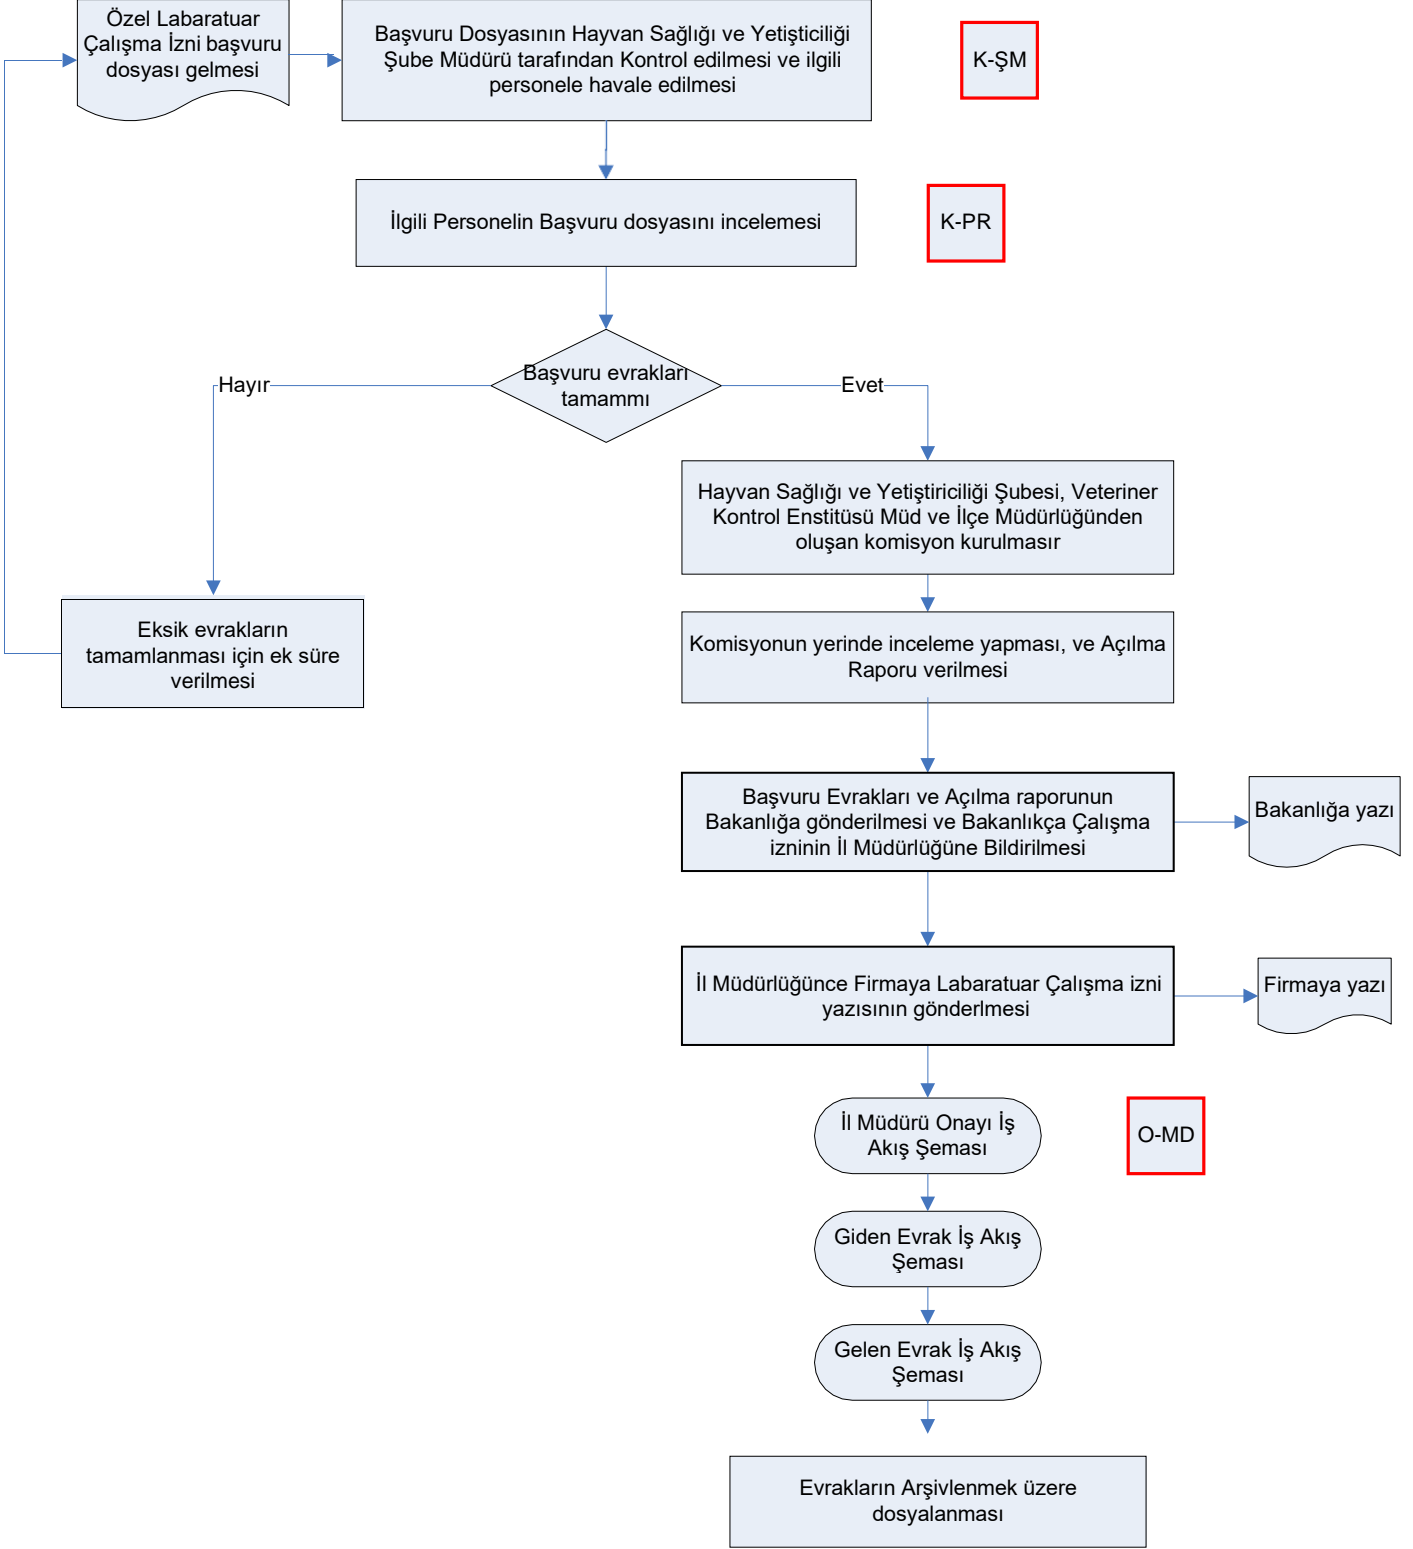 Özel Labaratuar
Çalışma İzni başvuru
dosyası gelmesi
Başvuru Dosyasının Hayvan Sağlığı ve Yetişticiliği
Şube Müdürü tarafından Kontrol edilmesi ve ilgili
personele havale edilmesi
K-ŞM
İlgili Personelin Başvuru dosyasını incelemesi
K-PR
Başvuru evrakları
tamammı
Hayır
Evet
Hayvan Sağlığı ve Yetiştiriciliği Şubesi, Veteriner
Kontrol Enstitüsü Müd ve İlçe Müdürlüğünden
oluşan komisyon kurulmasır
Eksik evrakların
tamamlanması için ek süre
verilmesi
Komisyonun yerinde inceleme yapması, ve Açılma
Raporu verilmesi
Başvuru Evrakları ve Açılma raporunun
Bakanlığa gönderilmesi ve Bakanlıkça Çalışma
izninin İl Müdürlüğüne Bildirilmesi
Bakanlığa yazı
İl Müdürlüğünce Firmaya Labaratuar Çalışma izni
yazısının gönderlmesi
Firmaya yazı
İl Müdürü Onayı İş
Akış Şeması
O-MD
Giden Evrak İş Akış
Şeması
Gelen Evrak İş Akış
Şeması
Evrakların Arşivlenmek üzere
dosyalanması